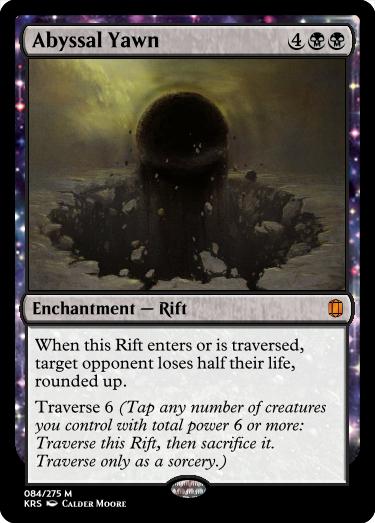 Abyssal Yawn 4
Enchantment — Rift
When this Rift enters or is traversed,
target opponent loses half their life,
rounded up.
Traverse 6 (Tap any number of creatures
you control with total power 6 or more:
Traverse this Rift, then sacrifice it.
Traverse only as a sorcery.)
084/275 M
KRS Calder Moore